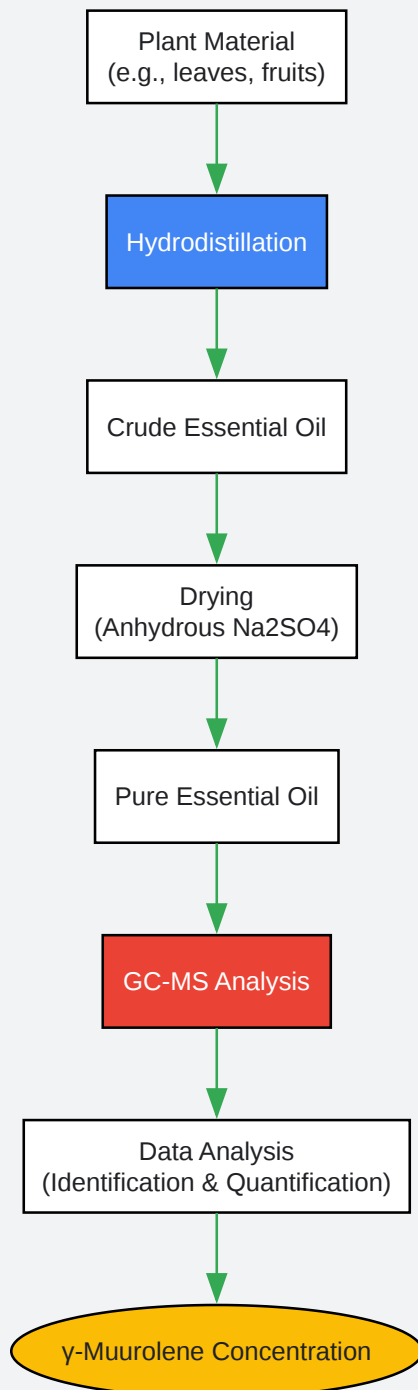 Plant Material
(e.g., leaves, fruits)
Hydrodistillation
Crude Essential Oil
Drying
(Anhydrous Na2SO4)
Pure Essential Oil
GC-MS Analysis
Data Analysis
(Identification & Quantification)
γ-Muurolene Concentration